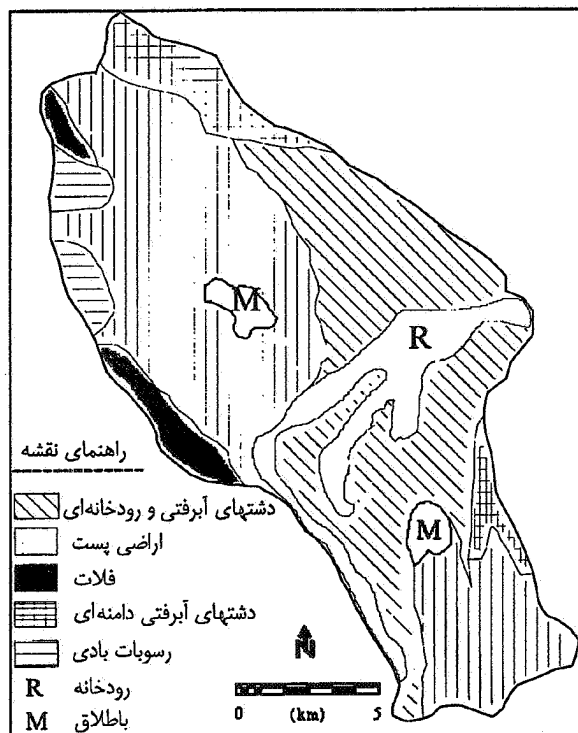 M
R
M
راهنمای نقشه
دشتهای آبرفتی و رودخانه‌ای
اراضی پست
فلات
دشتهای آبرفتی دامنه‌ای
رسوبات بادی
R رودخانه
M باطلاق
N
0 (km) 5